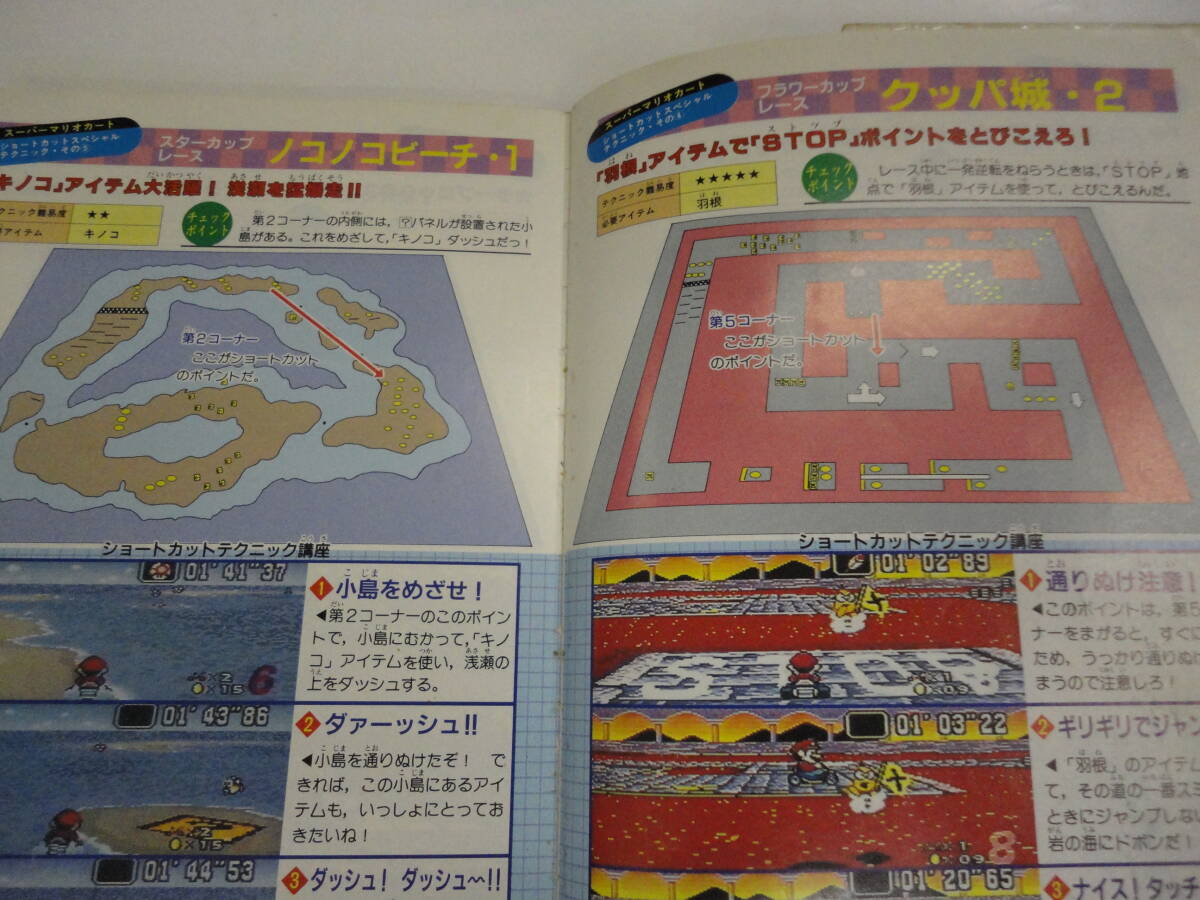 スーパーマリオカート
ショートカットスペシャル
テクニック・その⑤
スターカップ
レース
ノコノコビーチ・1
キノコ」アイテム大活躍! 浅瀬を猛爆走!!
クニック難易度
★★
アイテム
キノコ
チェック
ポイント
第2コーナーの内側には,?パネルが設置された小
島がある。これをめざして,「キノコ」ダッシュだっ!
第2コーナー
ここがショートカット
のポイントだ。
ショートカットテクニック講座
01'41"37
×2
×15
6
1 小島をめざせ!
◀第2コーナーのこのポイン
トで,小島にむかって,「キノ
コ」アイテムを使い,浅瀬の
上をダッシュする。
01'43"86
×2
×15
2 ダァーッシュ!!
◀小島を通りぬけたぞ! で
きれば,この小島にあるアイ
テムも,いっしょにとってお
きたいね!
01'44"53
3 ダッシュ! ダッシュ〜!!
スーパーマリオカート
ショートカットスペシャル
テクニック・その④
フラワーカップ
レース
クッパ城・2
「羽根」アイテムで「STOP」ポイントをとびこえろ!
テクニック難易度
★★★★★
必要アイテム
羽根
チェック
ポイント
レース中に一発逆転をねらうときは,「STOP」地
点で「羽根」アイテムを使って,とびこえるんだ。
第5コーナー
ここがショートカット
のポイントだ。
ショートカットテクニック講座
01'02"89
STOP
×1
×09
1 通りぬけ注意!
◀このポイントは,第5
ナーをまがると,すぐ
ため,うっかり通りぬけ
まうので注意しろ!
01'03"22
×1
×09
8
2 ギリギリでジャン
◀「羽根」のアイテム
て,その道の一番ス
ときにジャンプしない
岩の海にドボンだ!
01'20"65
3 ナイス!タッチ